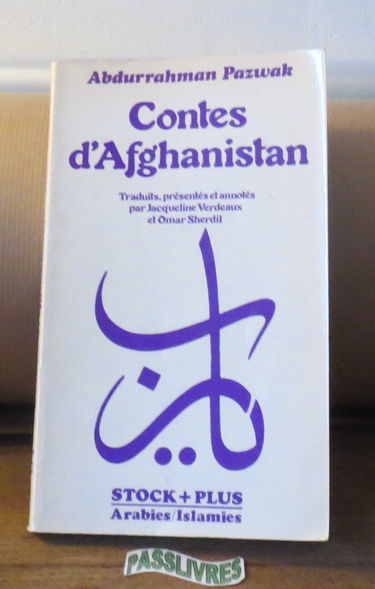 Abdurrahman Pazwak
Contes
d'Afghanistan
Traduits, présentés et annotés
par Jacqueline Verdeaux
et Omar Sherdil
STOCK + PLUS
Arabies/Islamies
PASSLIVRES